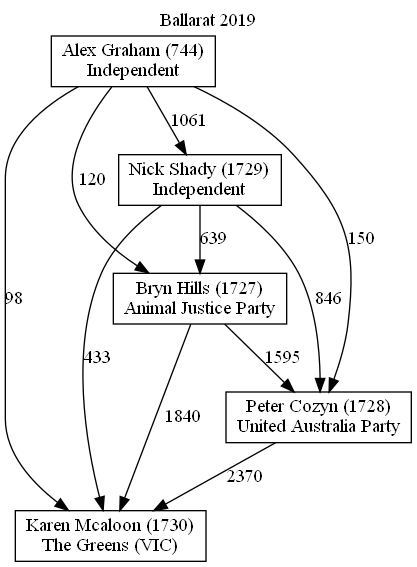 Ballarat 2019
Alex Graham (744)
Independent
1061
Nick Shady (1729)
Independent
120
639
150
98
433
846
Bryn Hills (1727)
Animal Justice Party
1595
1840
Peter Cozyn (1728)
United Australia Party
2370
Karen Mcaloon (1730)
The Greens (VIC)